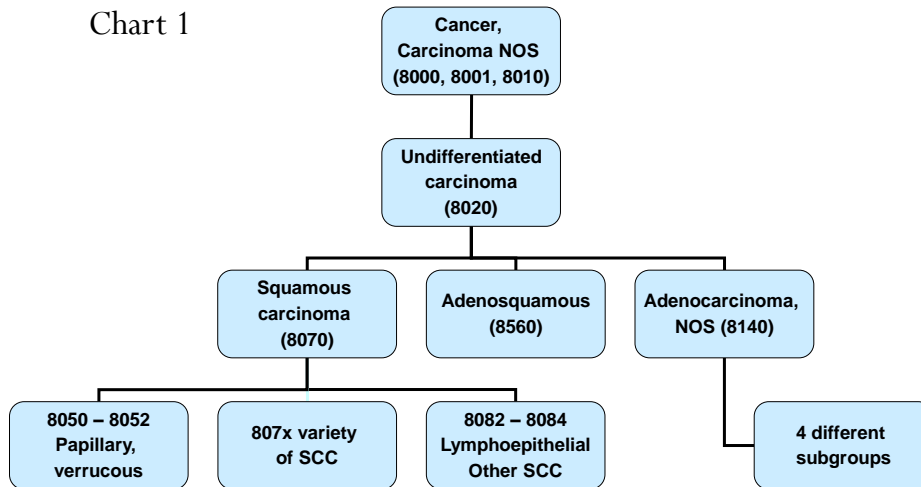 Chart 1
Cancer,
Carcinoma NOS
(8000, 8001, 8010)
Undifferentiated
carcinoma
(8020)
Squamous
carcinoma
(8070)
Adenosquamous
(8560)
Adenocarcinoma,
NOS (8140)
8050 – 8052
Papillary,
verrucous
807x variety
of SCC
8082 – 8084
Lymphoepithelial
Other SCC
4 different
subgroups